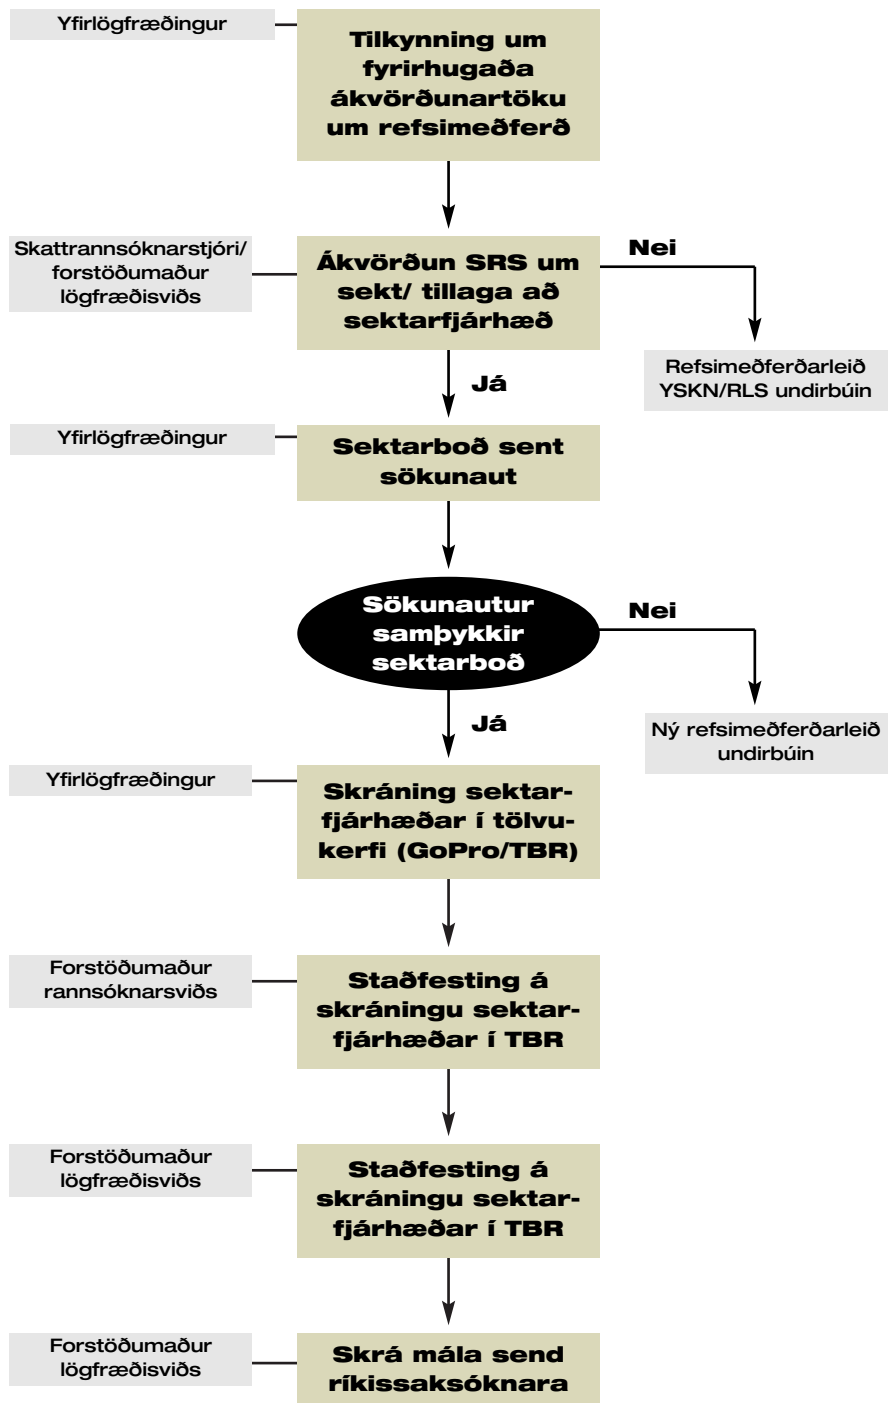 Yfirlögfræðingur
Tilkynning um
fyrirhugaða
ákvörðunartöku
um refsimeðferð
Skattrannsóknarstjóri/
forstöðumaður
lögfræðisviðs
Ákvörðun SRS um
sekt/ tillaga að
sektarfjárhæð
Nei
Refsimeðferðarleið
YSKN/RLS undirbúin
Já
Yfirlögfræðingur
Sektarboð sent
sökunaut
Sökunautur
samþykkir
sektarboð
Nei
Ný refsimeðferðarleið
undirbúin
Já
Yfirlögfræðingur
Skráning sektar-
fjárhæðar í tölvu-
kerfi (GoPro/TBR)
Forstöðumaður
rannsóknarsviðs
Staðfesting á
skráningu sektar-
fjárhæðar í TBR
Forstöðumaður
lögfræðisviðs
Staðfesting á
skráningu sektar-
fjárhæðar í TBR
Forstöðumaður
lögfræðisviðs
Skrá mála send
ríkissaksóknara